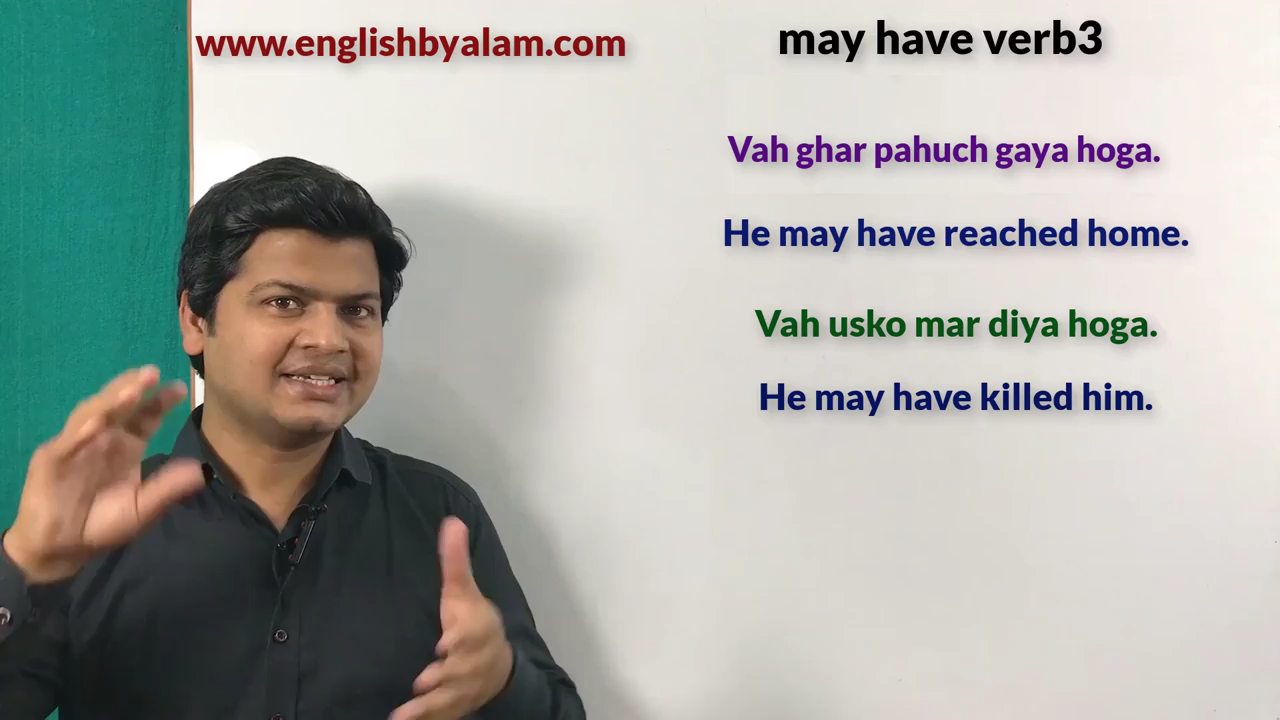 www.englishbyalam.com
may have verb3
Vah ghar pahuch gaya hoga.
He may have reached home.
Vah usko mar diya hoga.
He may have killed him.